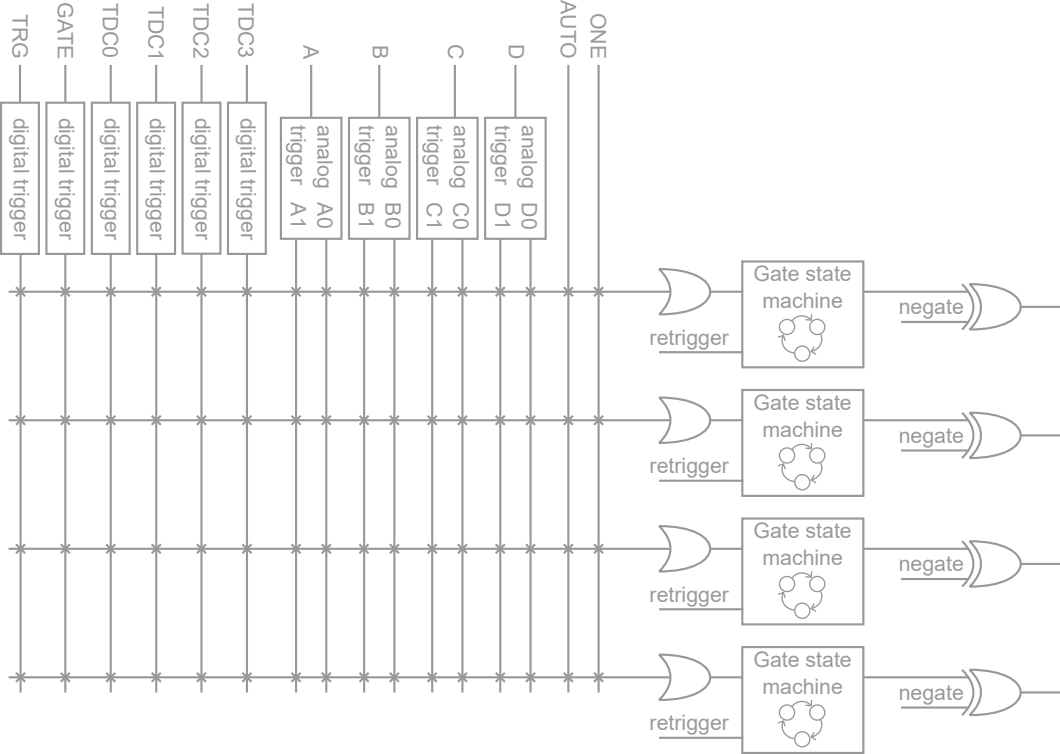 TRG
GATE
TDC0
TDC1
TDC2
TDC3
A
B
C
D
AUTO
ONE
digital trigger
digital trigger
digital trigger
digital trigger
digital trigger
digital trigger
analog A0
trigger A1
analog B0
trigger B1
analog C0
trigger C1
analog D0
trigger D1
Gate state
machine
retrigger
negate
Gate state
machine
retrigger
negate
Gate state
machine
retrigger
negate
Gate state
machine
retrigger
negate